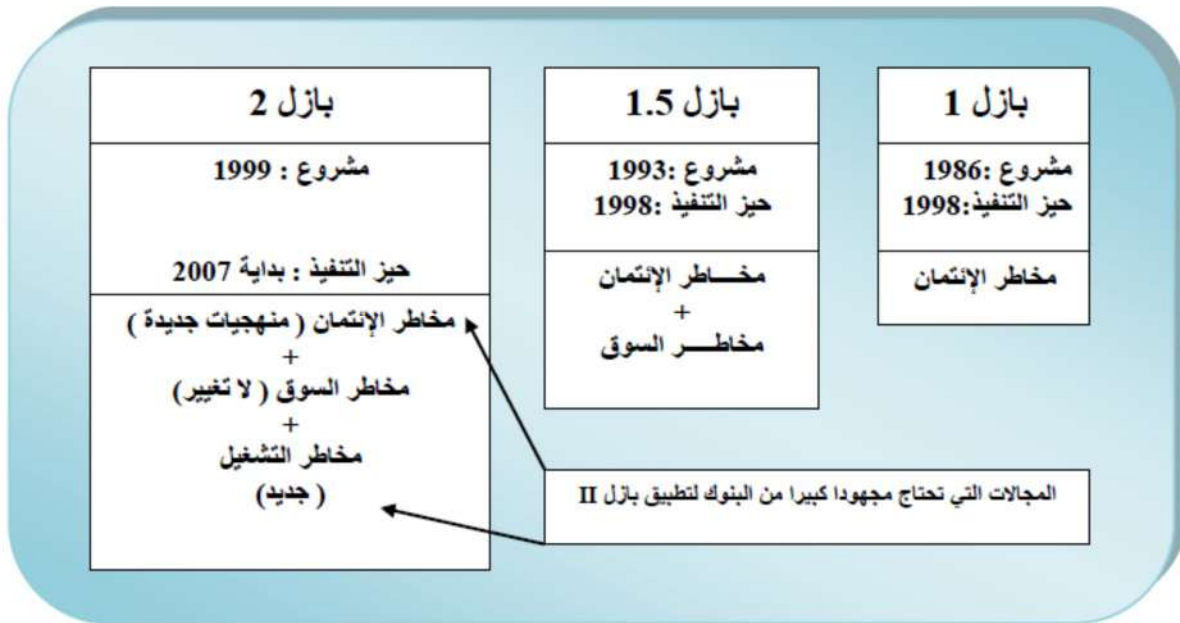 بازل 1
مشروع :1986
حيز التنفيذ:1998
مخاطر الإئتمان
بازل 1.5
مشروع :1993
حيز التنفيذ :1998
مخـــاطر الإئتمان
+
مخاطـــر السوق
بازل 2
مشروع : 1999
حيز التنفيذ : بداية 2007
مخاطر الإئتمان ( منهجيات جديدة )
+
مخاطر السوق ( لا تغيير)
+
مخاطر التشغيل
( جديد)
المجالات التي تحتاج مجهودا كبيرا من البنوك لتطبيق بازل II